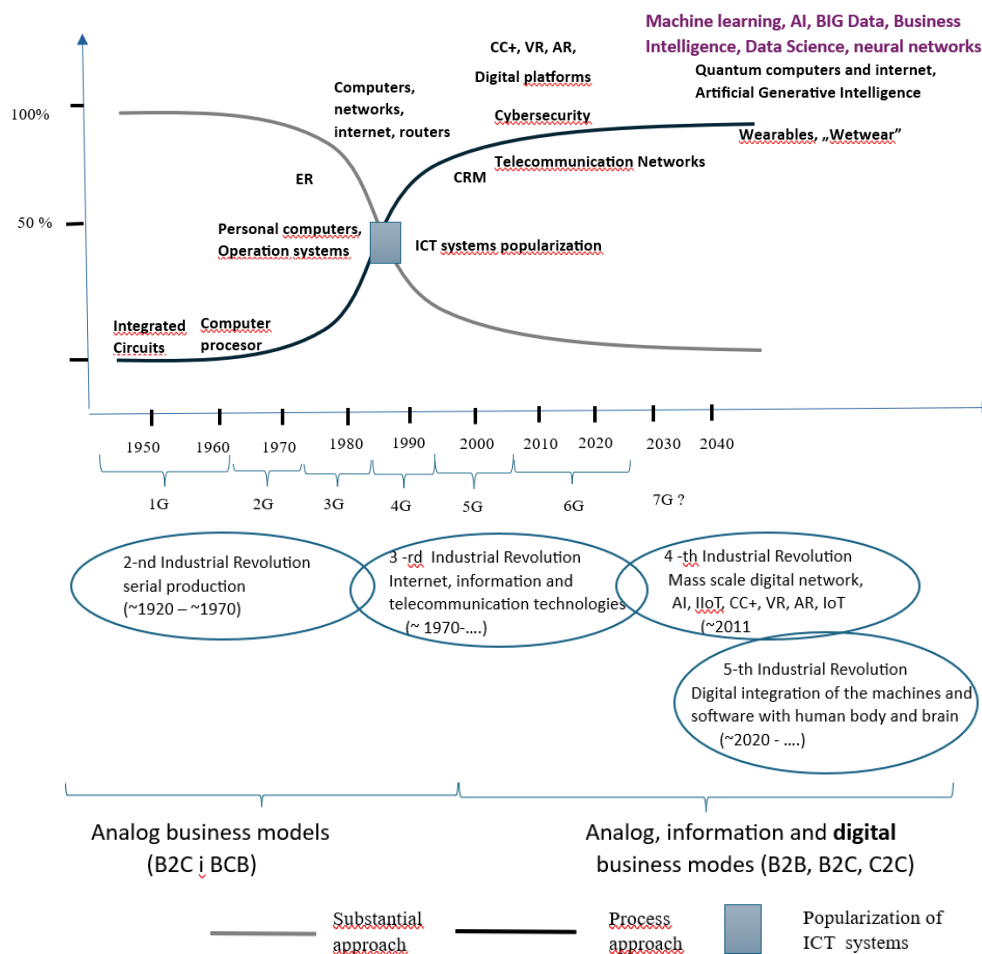 Machine learning, AI, BIG Data, Business
Intelligence, Data Science, neural networks
Quantum computers and internet,
Artificial Generative Intelligence
CC+, VR, AR,
Digital platforms
Cybersecurity
Computers,
networks,
internet, routers
Wearables, „Wetwear”
Telecommunication Networks
CRM
ER
100%
50 %
Personal computers,
Operation systems
ICT systems popularization
Integrated
Circuits
Computer
procesor
1950 1960 1970 1980 1990 2000 2010 2020 2030 2040
1G 2G 3G 4G 5G 6G 7G ?
2-nd Industrial Revolution
serial production
(~1920 – ~1970)
3 -rd Industrial Revolution
Internet, information and
telecommunication technologies
(~ 1970-....)
4 -th Industrial Revolution
Mass scale digital network,
AI, IIoT, CC+, VR, AR, IoT
(~2011
5-th Industrial Revolution
Digital integration of the machines and
software with human body and brain
(~2020 - ....)
Analog business models
(B2C i BCB)
Analog, information and digital
business modes (B2B, B2C, C2C)
Substantial
approach
Process
approach
Popularization of
ICT systems